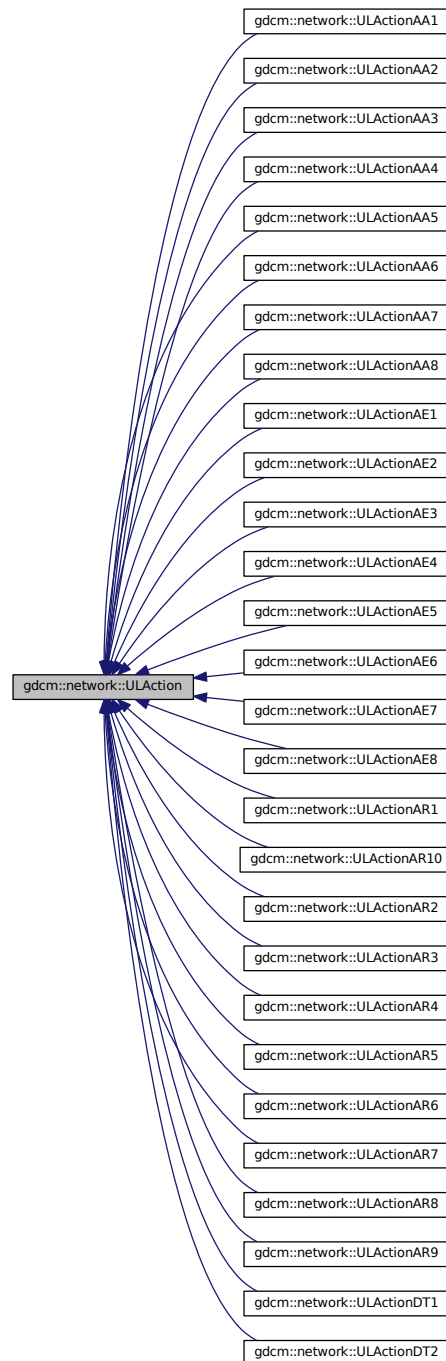 gdcm::network::ULActionAA1
gdcm::network::ULActionAA2
gdcm::network::ULActionAA3
gdcm::network::ULActionAA4
gdcm::network::ULActionAA5
gdcm::network::ULActionAA6
gdcm::network::ULActionAA7
gdcm::network::ULActionAA8
gdcm::network::ULActionAE1
gdcm::network::ULActionAE2
gdcm::network::ULActionAE3
gdcm::network::ULActionAE4
gdcm::network::ULActionAE5
gdcm::network::ULActionAE6
gdcm::network::ULAction
gdcm::network::ULActionAE7
gdcm::network::ULActionAE8
gdcm::network::ULActionAR1
gdcm::network::ULActionAR10
gdcm::network::ULActionAR2
gdcm::network::ULActionAR3
gdcm::network::ULActionAR4
gdcm::network::ULActionAR5
gdcm::network::ULActionAR6
gdcm::network::ULActionAR7
gdcm::network::ULActionAR8
gdcm::network::ULActionAR9
gdcm::network::ULActionDT1
gdcm::network::ULActionDT2